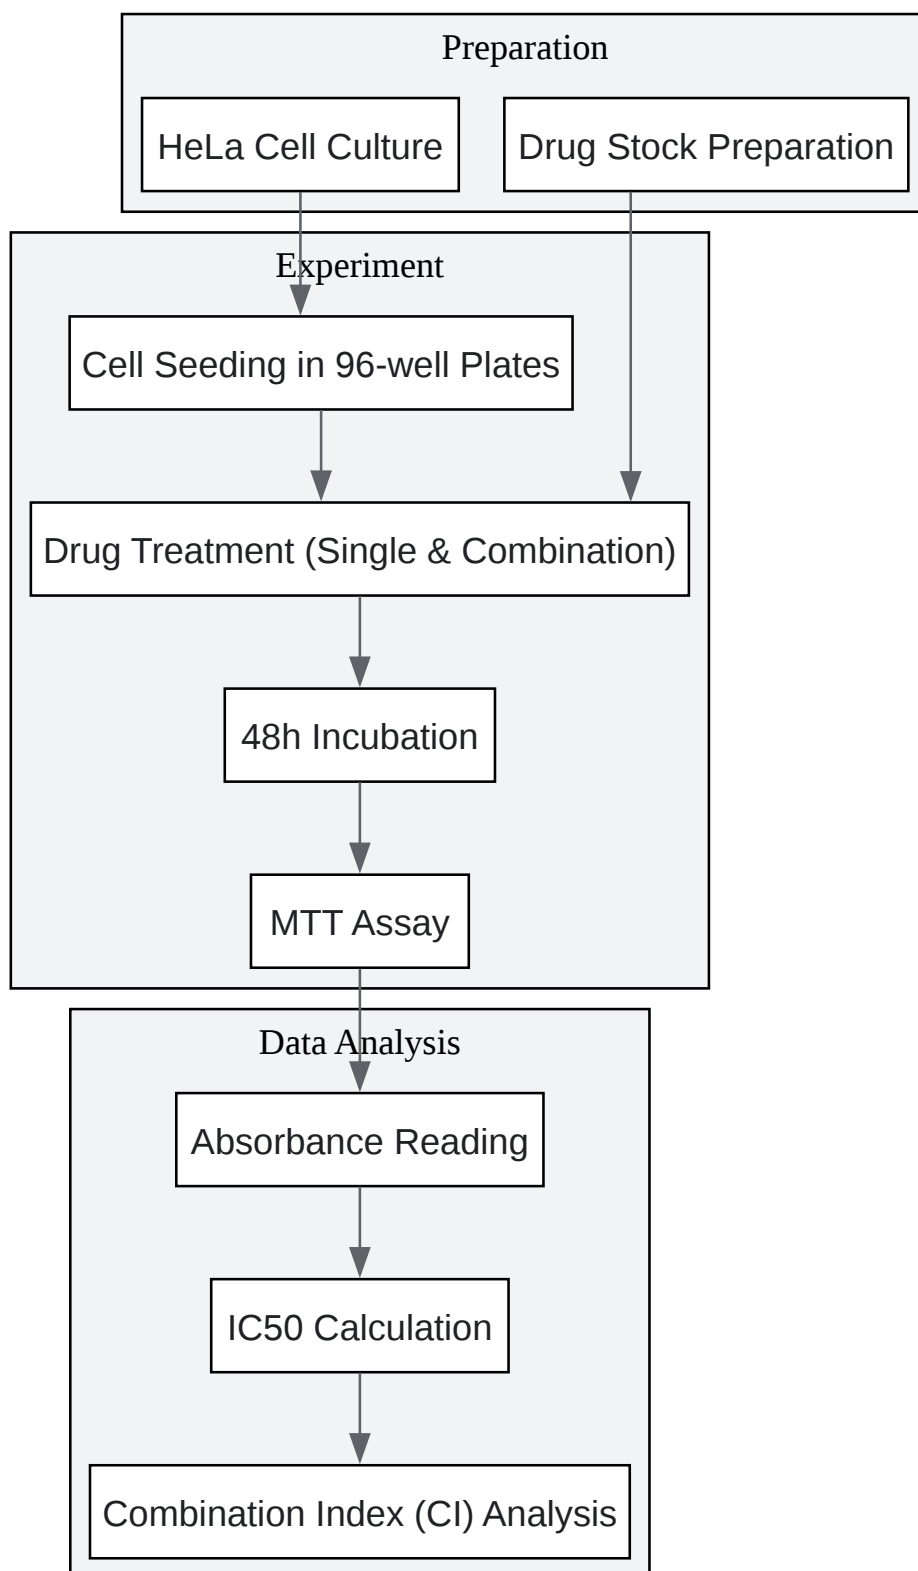 Preparation
HeLa Cell Culture
Drug Stock Preparation
Experiment
Cell Seeding in 96-well Plates
Drug Treatment (Single & Combination)
48h Incubation
MTT Assay
Data Analysis
Absorbance Reading
IC50 Calculation
Combination Index (CI) Analysis